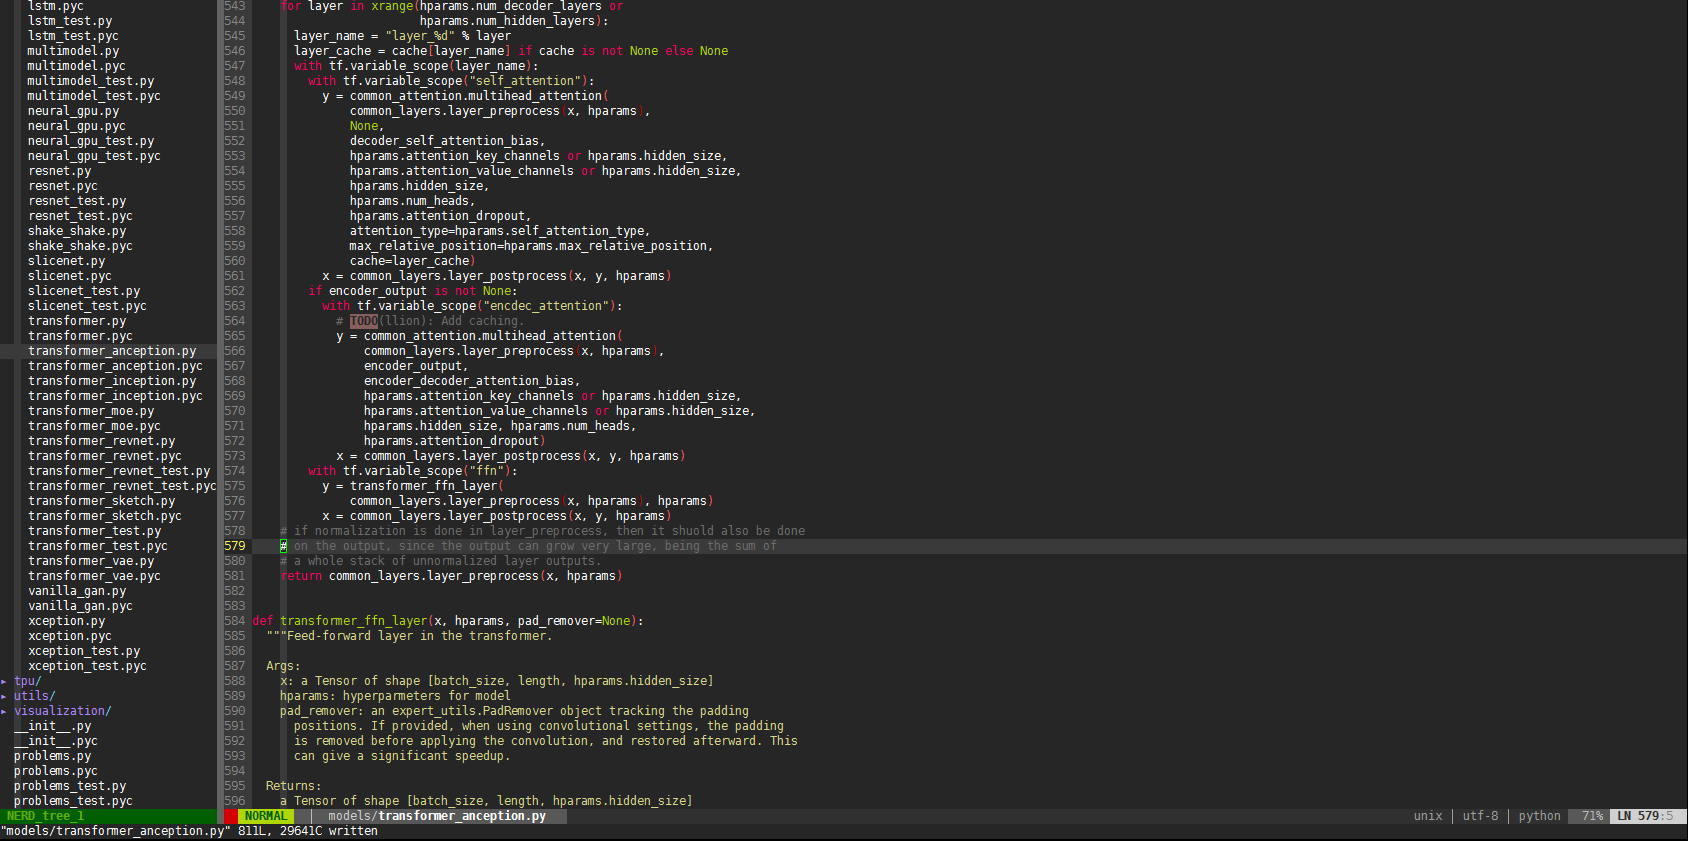 lstm.pyc
lstm_test.py
lstm_test.pyc
multimodel.py
multimodel.pyc
multimodel_test.py
multimodel_test.pyc
neural_gpu.py
neural_gpu.pyc
neural_gpu_test.py
neural_gpu_test.pyc
resnet.py
resnet.pyc
resnet_test.py
resnet_test.pyc
shake_shake.py
shake_shake.pyc
slicenet.py
slicenet.pyc
slicenet_test.py
slicenet_test.pyc
transformer.py
transformer.pyc
transformer_anception.py
transformer_anception.pyc
transformer_inception.py
transformer_inception.pyc
transformer_moe.py
transformer_moe.pyc
transformer_revnet.py
transformer_revnet.pyc
transformer_revnet_test.py
transformer_revnet_test.pyc
transformer_sketch.py
transformer_sketch.pyc
transformer_test.py
transformer_test.pyc
transformer_vae.py
transformer_vae.pyc
vanilla_gan.py
vanilla_gan.pyc
xception.py
xception.pyc
xception_test.py
xception_test.pyc
▸ tpu/
▸ utils/
▸ visualization/
__init__.py
__init__.pyc
problems.py
problems.pyc
problems_test.py
problems_test.pyc
543     for layer in xrange(hparams.num_decoder_layers or
544                         hparams.num_hidden_layers):
545       layer_name = "layer_%d" % layer
546       layer_cache = cache[layer_name] if cache is not None else None
547       with tf.variable_scope(layer_name):
548         with tf.variable_scope("self_attention"):
549           y = common_attention.multihead_attention(
550               common_layers.layer_preprocess(x, hparams),
551               None,
552               decoder_self_attention_bias,
553               hparams.attention_key_channels or hparams.hidden_size,
554               hparams.attention_value_channels or hparams.hidden_size,
555               hparams.hidden_size,
556               hparams.num_heads,
557               hparams.attention_dropout,
558               attention_type=hparams.self_attention_type,
559               max_relative_position=hparams.max_relative_position,
560               cache=layer_cache)
561           x = common_layers.layer_postprocess(x, y, hparams)
562         if encoder_output is not None:
563           with tf.variable_scope("encdec_attention"):
564             # TODO(llion): Add caching.
565             y = common_attention.multihead_attention(
566                 common_layers.layer_preprocess(x, hparams),
567                 encoder_output,
568                 encoder_decoder_attention_bias,
569                 hparams.attention_key_channels or hparams.hidden_size,
570                 hparams.attention_value_channels or hparams.hidden_size,
571                 hparams.hidden_size, hparams.num_heads,
572                 hparams.attention_dropout)
573             x = common_layers.layer_postprocess(x, y, hparams)
574         with tf.variable_scope("ffn"):
575           y = transformer_ffn_layer(
576               common_layers.layer_preprocess(x, hparams), hparams)
577           x = common_layers.layer_postprocess(x, y, hparams)
578     # if normalization is done in layer_preprocess, then it shuold also be done
579     # on the output, since the output can grow very large, being the sum of
580     # a whole stack of unnormalized layer outputs.
581     return common_layers.layer_preprocess(x, hparams)
582
583
584 def transformer_ffn_layer(x, hparams, pad_remover=None):
585   """Feed-forward layer in the transformer.
586
587   Args:
588     x: a Tensor of shape [batch_size, length, hparams.hidden_size]
589     hparams: hyperparmeters for model
590     pad_remover: an expert_utils.PadRemover object tracking the padding
591       positions. If provided, when using convolutional settings, the padding
592       is removed before applying the convolution, and restored afterward. This
593       can give a significant speedup.
594
595   Returns:
596     a Tensor of shape [batch_size, length, hparams.hidden_size]
NERD_tree_1 NORMAL models/transformer_anception.py unix utf-8 python 71% LN 579:5
"models/transformer_anception.py" 811L, 29641C written